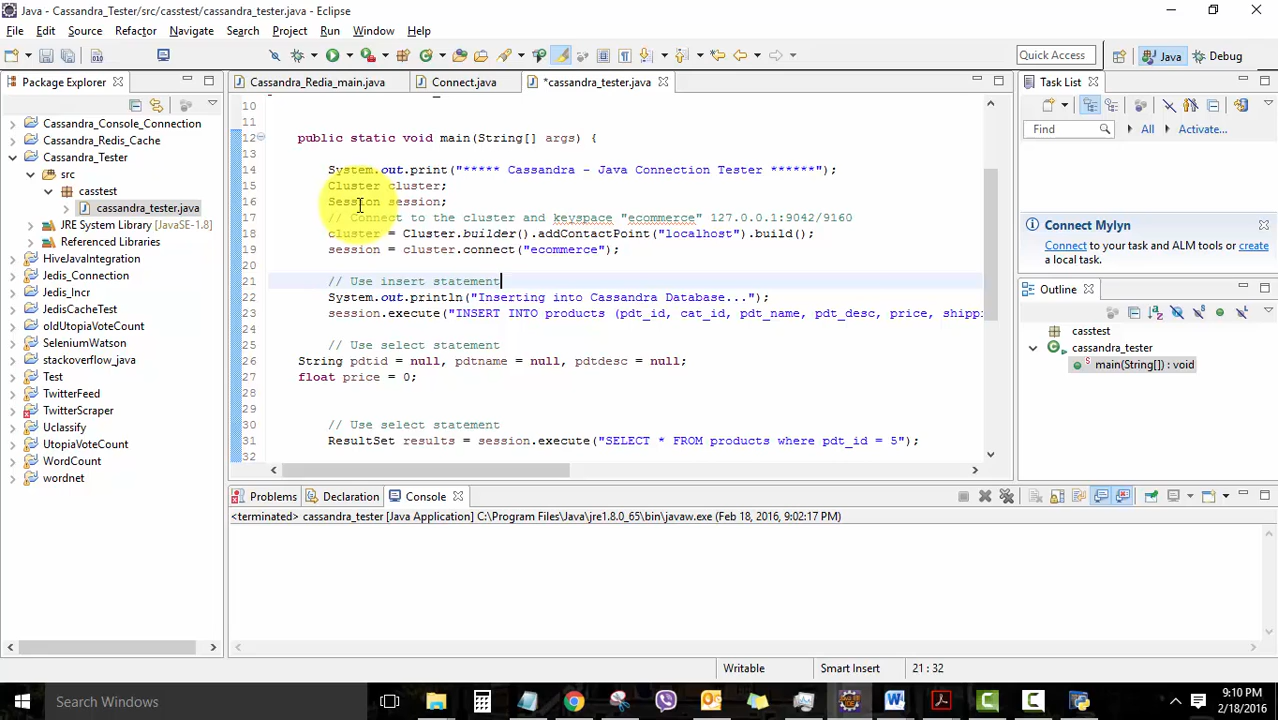 Java - Cassandra_Tester/src/casstest/cassandra_tester.java - Eclipse
File Edit Source Refactor Navigate Search Project Run Window Help
Quick Access Java Debug
Package Explorer
Cassandra_Console_Connection
Cassandra_Redis_Cache
Cassandra_Tester
src
casstest
cassandra_tester.java
JRE System Library [JavaSE-1.8]
Referenced Libraries
HiveJavaIntegration
Jedis_Connection
Jedis_Incr
JedisCacheTest
oldUtopiaVoteCount
SeleniumWatson
stackoverflow_java
Test
TwitterFeed
TwitterScraper
Uclassify
UtopiaVoteCount
WordCount
wordnet
Cassandra_Redia_main.java Connect.java *cassandra_tester.java
10
11
12 public static void main(String[] args) {
13
14 System.out.print("***** Cassandra - Java Connection Tester ******");
15 Cluster cluster;
16 Session session;
17 // Connect to the cluster and keyspace "ecommerce" 127.0.0.1:9042/9160
18 cluster = Cluster.builder().addContactPoint("localhost").build();
19 session = cluster.connect("ecommerce");
20
21 // Use insert statement
22 System.out.println("Inserting into Cassandra Database...");
23 session.execute("INSERT INTO products (pdt_id, cat_id, pdt_name, pdt_desc, price, shippi
24
25 // Use select statement
26 String pdtid = null, pdtname = null, pdtdesc = null;
27 float price = 0;
28
29
30 // Use select statement
31 ResultSet results = session.execute("SELECT * FROM products where pdt_id = 5");
32
Task List
Find All Activate...
Connect Mylyn
Connect to your task and ALM tools or create
a local task.
Outline
casstest
cassandra_tester
main(String[]) : void
Problems Declaration Console
<terminated> cassandra_tester [Java Application] C:\Program Files\Java\jre1.8.0_65\bin\javaw.exe (Feb 18, 2016, 9:02:17 PM)
Writable Smart Insert 21 : 32
Search Windows
9:10 PM
2/18/2016